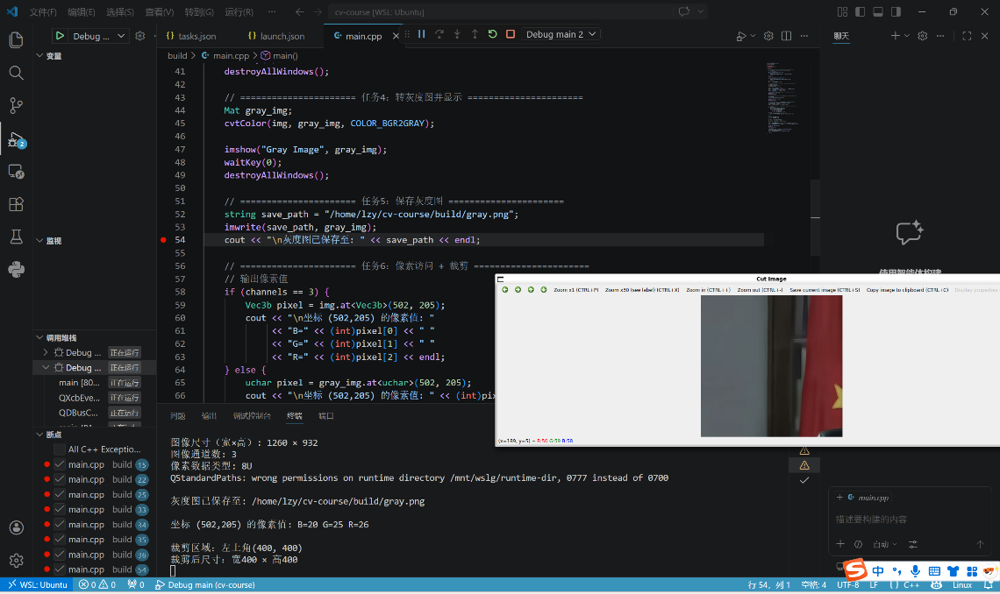 文件(F) 编辑(E) 选择(S) 查看(V) 转到(G) 运行(R) ··· cv-course [WSL: Ubuntu]
Debug ... tasks.json launch.json main.cpp Debug main 2 聊天
变量
监视
调用堆栈
Debug ... 正在运行
Debug ... 正在运行
main [80... 正在运行
QXcbEve... 正在运行
QDBusC... 正在运行
断点
All C++ Exceptio...
main.cpp build 15
main.cpp build 22
main.cpp build 25
main.cpp build 33
main.cpp build 34
main.cpp build 35
main.cpp build 36
main.cpp build 54
build > main.cpp > main()
41 destroyAllWindows();
42
43 // ====================== 任务4：转灰度图并显示 ======================
44 Mat gray_img;
45 cvtColor(img, gray_img, COLOR_BGR2GRAY);
46
47 imshow("Gray Image", gray_img);
48 waitKey(0);
49 destroyAllWindows();
50
51 // ====================== 任务5：保存灰度图 ======================
52 string save_path = "/home/lzy/cv-course/build/gray.png";
53 imwrite(save_path, gray_img);
54 cout << "\n灰度图已保存至：" << save_path << endl;
55
56 // ====================== 任务6：像素访问 + 裁剪 ======================
57 // 输出像素值
58 if (channels == 3) {
59 Vec3b pixel = img.at<Vec3b>(502, 205);
60 cout << "\n坐标 (502,205) 的像素值："
61 << "B=" << (int)pixel[0] << " "
62 << "G=" << (int)pixel[1] << " "
63 << "R=" << (int)pixel[2] << endl;
64 } else {
65 uchar pixel = gray_img.at<uchar>(502, 205);
66 cout << "\n坐标 (502,205) 的像素值：" << (int)pix
Cut Image
Zoom x1 (CTRL+P) Zoom x30 (see label) (CTRL+X) Zoom in (CTRL++) Zoom out (CTRL+-) Save current image (CTRL+S) Copy image to clipboard (CTRL+C) Display properties
(x=189, y=5) ~ R:50 G:59 B:58
问题 输出 调试控制台 终端 端口
图像尺寸（宽×高）：1260 × 932
图像通道数：3
像素数据类型：8U
QStandardPaths: wrong permissions on runtime directory /mnt/wslg/runtime-dir, 0777 instead of 0700
灰度图已保存至：/home/lzy/cv-course/build/gray.png
坐标 (502,205) 的像素值：B=20 G=25 R=26
裁剪区域：左上角(400, 400)
裁剪后尺寸：宽400 × 高400
main.cpp
描述要构建的内容
自动
S 中
WSL: Ubuntu 0 0 0 Debug main (cv-course) 行 54，列 1 空格: 4 UTF-8 LF {} C++ Linux